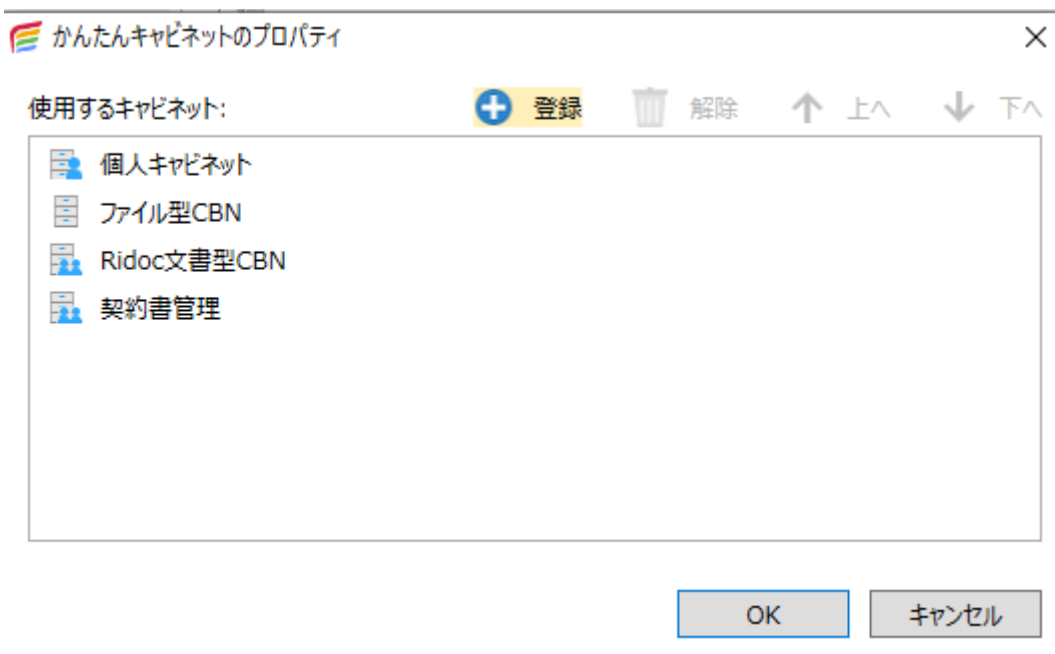 かんたんキャビネットのプロパティ
使用するキャビネット: 登録 解除 上へ 下へ
個人キャビネット
ファイル型CBN
Ridoc文書型CBN
契約書管理
OK キャンセル